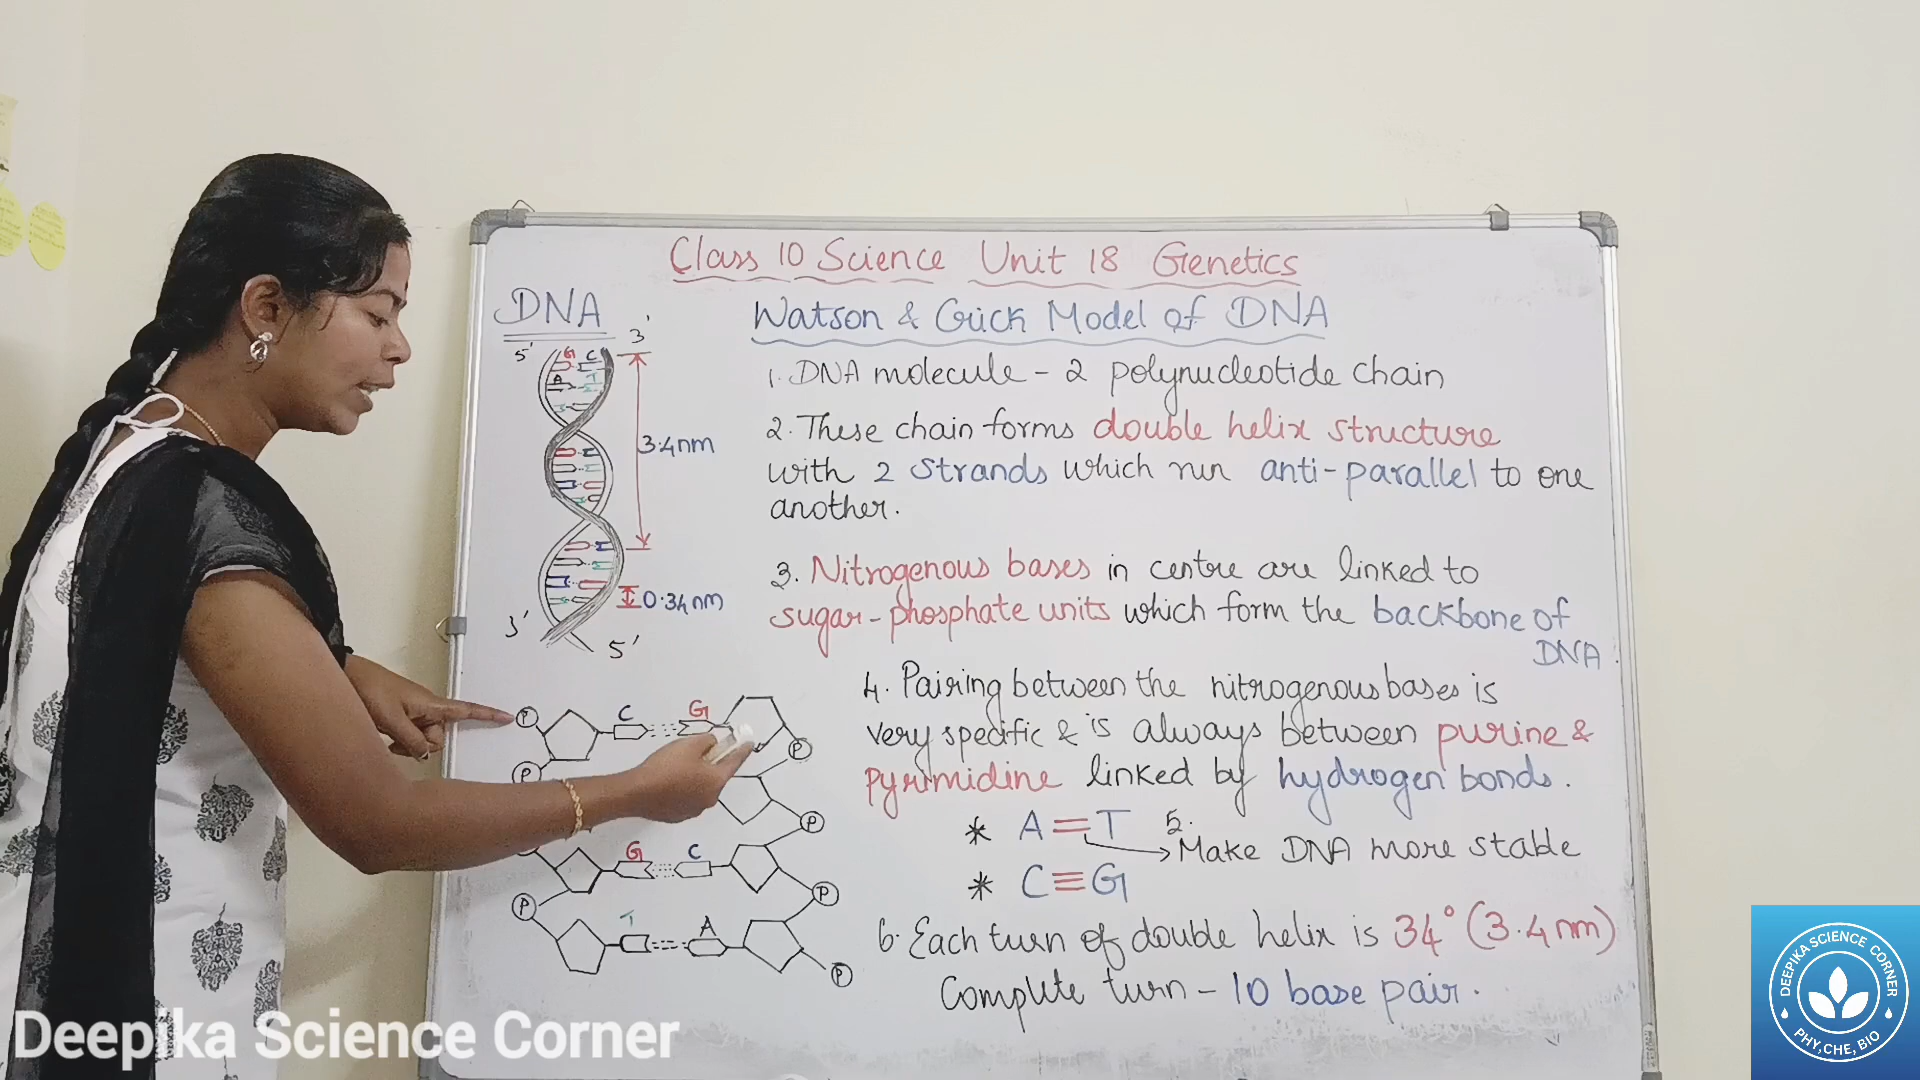 Class 10 Science Unit 18 Genetics
DNA
Watson & Crick Model of DNA
5' G C 3'
A T
3.4nm
0.34nm
3' 5'
1. DNA molecule - 2 polynucleotide chain
2. These chain forms double helix structure
with 2 strands which run anti-parallel to one
another.
3. Nitrogenous bases in centre are linked to
sugar-phosphate units which form the backbone of
DNA.
4. Pairing between the nitrogenous bases is
very specific & is always between purine &
pyrimidine linked by hydrogen bonds.
* A=T 5.
Make DNA more stable
* C≡G
6. Each turn of double helix is 34° (3.4nm)
Complete turn - 10 base pair.
P C G P
P P
G C P
P T A P
Deepika Science Corner
DEEPIKA SCIENCE CORNER
PHY,CHE, BIO